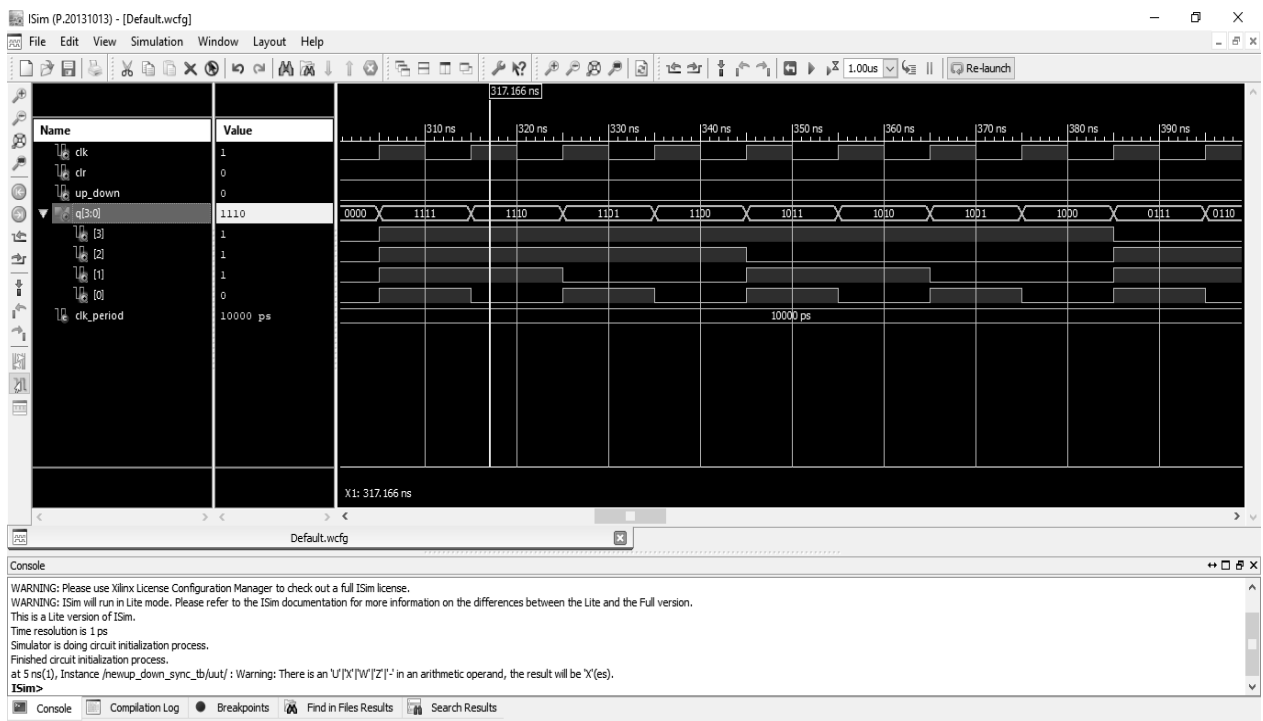 ISim (P.20131013) - [Default.wcfg]
File Edit View Simulation Window Layout Help
1.00us Re-launch
317.166 ns
Name Value
310 ns 320 ns 330 ns 340 ns 350 ns 360 ns 370 ns 380 ns 390 ns
clk 1
clr 0
up_down 0
q[3:0] 1110 0000 1111 1110 1101 1100 1011 1010 1001 1000 0111 0110
[3] 1
[2] 1
[1] 1
[0] 0
clk_period 10000 ps 10000 ps
X1: 317.166 ns
Default.wcfg
Console
WARNING: Please use Xilinx License Configuration Manager to check out a full ISim license.
WARNING: ISim will run in Lite mode. Please refer to the ISim documentation for more information on the differences between the Lite and the Full version.
This is a Lite version of ISim.
Time resolution is 1 ps
Simulator is doing circuit initialization process.
Finished circuit initialization process.
at 5 ns(1), Instance /newup_down_sync_tb/uut/ : Warning: There is an 'U'|'X'|'W'|'Z'|'-' in an arithmetic operand, the result will be 'X'(es).
ISim>
Console Compilation Log Breakpoints Find in Files Results Search Results